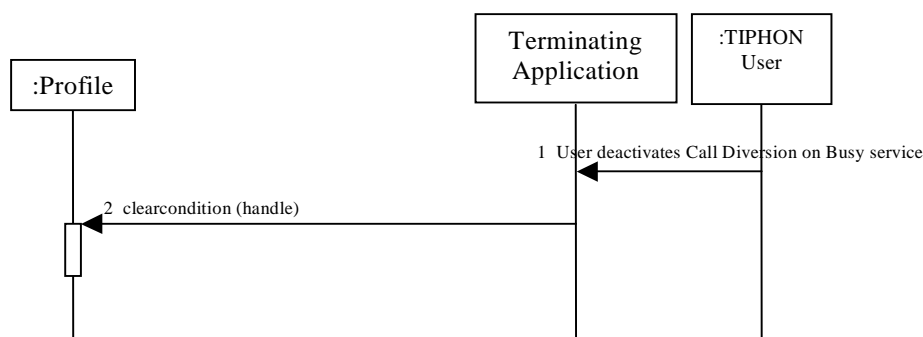 Terminating
Application
:TIPHON
User
:Profile
1 User deactivates Call Diversion on Busy service
2 clearcondition (handle)